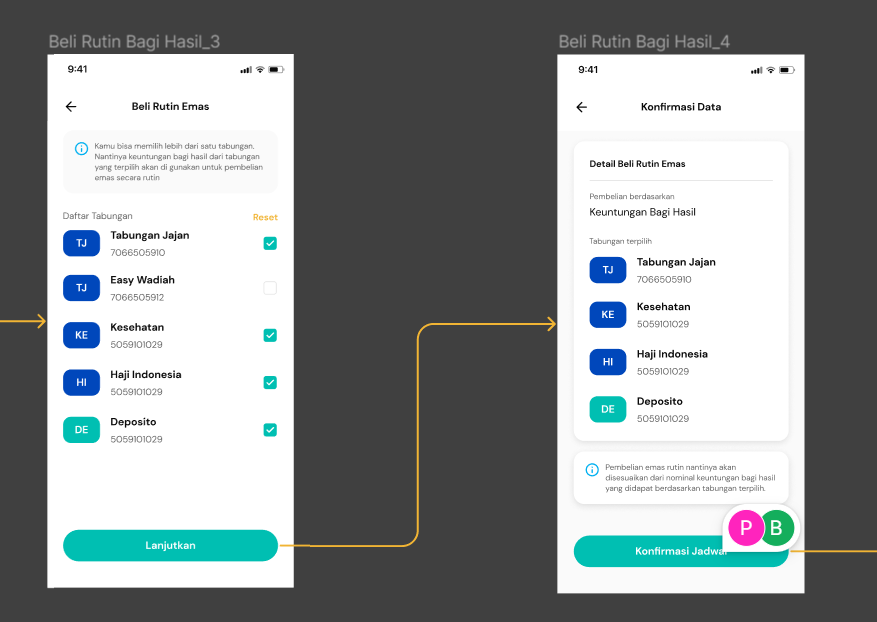 Beli Rutin Bagi Hasil_3
9:41
Beli Rutin Emas
Kamu bisa memilih lebih dari satu tabungan.
Nantinya keuntungan bagi hasil dari tabungan
yang terpilih akan di gunakan untuk pembelian
emas secara rutin
Daftar Tabungan
Reset
TJ
Tabungan Jajan
7066505910
TJ
Easy Wadiah
7066505912
KE
Kesehatan
5059101029
HI
Haji Indonesia
5059101029
DE
Deposito
5059101029
Lanjutkan
Beli Rutin Bagi Hasil_4
9:41
Konfirmasi Data
Detail Beli Rutin Emas
Pembelian berdasarkan
Keuntungan Bagi Hasil
Tabungan terpilih
TJ
Tabungan Jajan
7066505910
KE
Kesehatan
5059101029
HI
Haji Indonesia
5059101029
DE
Deposito
5059101029
Pembelian emas rutin nantinya akan
disesuaikan dari nominal keuntungan bagi hasil
yang didapat berdasarkan tabungan terpilih.
P
B
Konfirmasi Jadwal